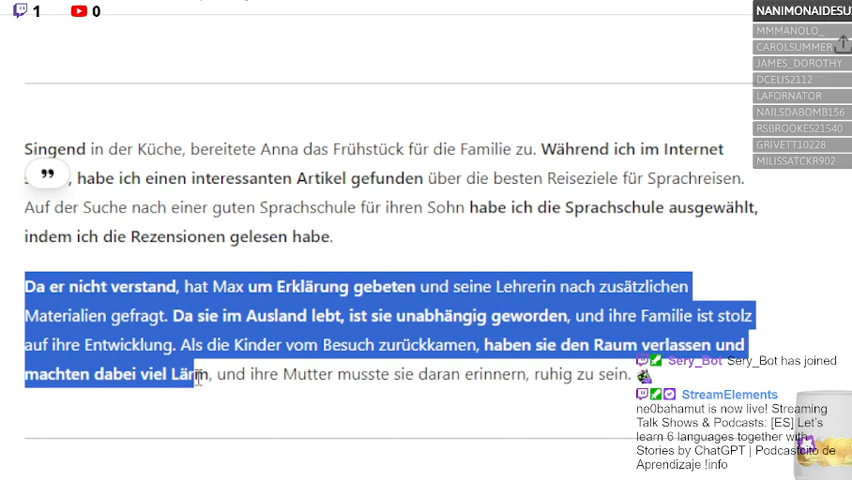 1 0
NANIMONAIDESU
MMMANOLO_
CAROLSUMMER
JAMES_DOROTHY
DCELIS2112
LAFORNATOR
NAILSDABOMB156
RSBROOKES21540
GRIVETT10228
MILISSATCKR902
Singend in der Küche, bereitete Anna das Frühstück für die Familie zu. Während ich im Internet
habe ich einen interessanten Artikel gefunden über die besten Reiseziele für Sprachreisen.
Auf der Suche nach einer guten Sprachschule für ihren Sohn habe ich die Sprachschule ausgewählt,
indem ich die Rezensionen gelesen habe.
Da er nicht verstand, hat Max um Erklärung gebeten und seine Lehrerin nach zusätzlichen
Materialien gefragt. Da sie im Ausland lebt, ist sie unabhängig geworden, und ihre Familie ist stolz
auf ihre Entwicklung. Als die Kinder vom Besuch zurückkamen, haben sie den Raum verlassen und
machten dabei viel Lärm, und ihre Mutter musste sie daran erinnern, ruhig zu sein.
Sery_Bot Sery_Bot has joined
StreamElements
ne0bahamut is now live! Streaming
Talk Shows & Podcasts: [ES] Let's
learn 6 languages together with
Stories by ChatGPT | Podcastcito de
Aprendizaje !info